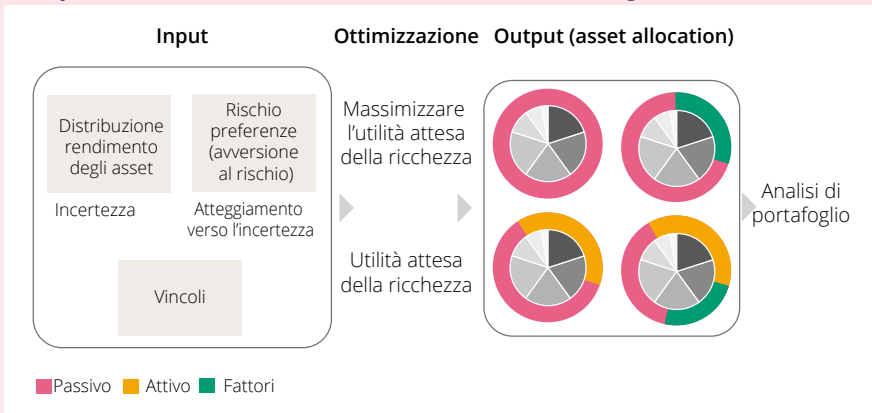 Input
Ottimizzazione
Output (asset allocation)
Distribuzione
rendimento
degli asset
Incertezza
Rischio
preferenze
(avversione
al rischio)
Atteggiamento
verso l'incertezza
Vincoli
Massimizzare
l'utilità attesa
della ricchezza
Utilità attesa
della ricchezza
Analisi di
portafoglio
Passivo
Attivo
Fattori